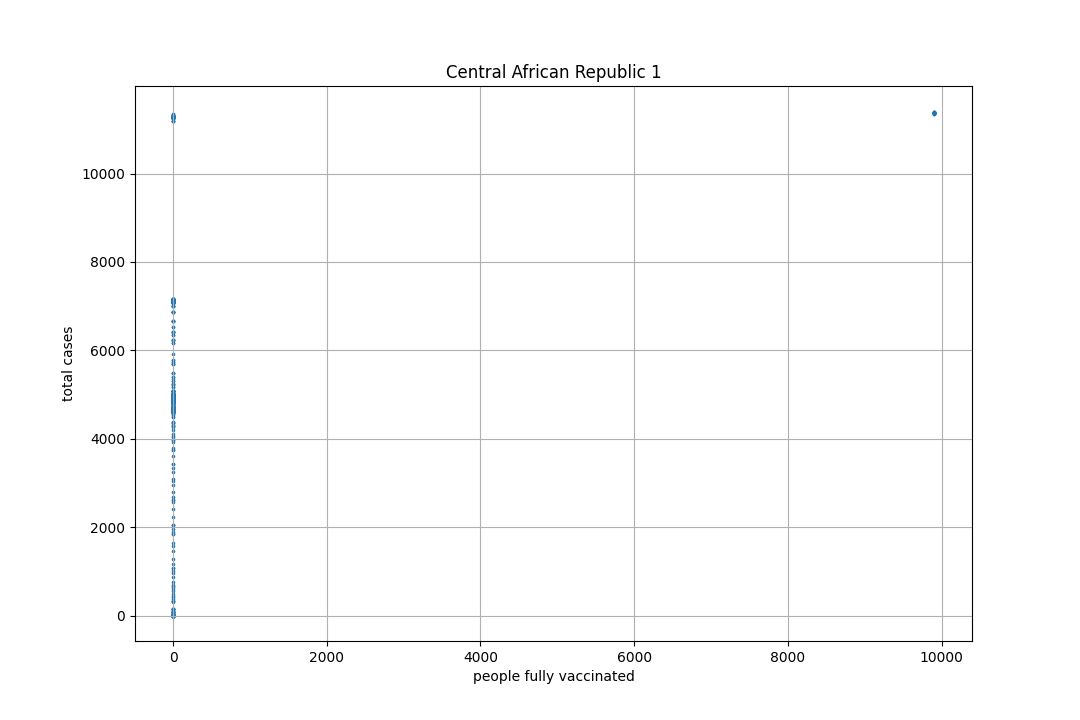 Central African Republic 1
10000
8000
6000
4000
2000
0
total cases
0 2000 4000 6000 8000 10000
people fully vaccinated